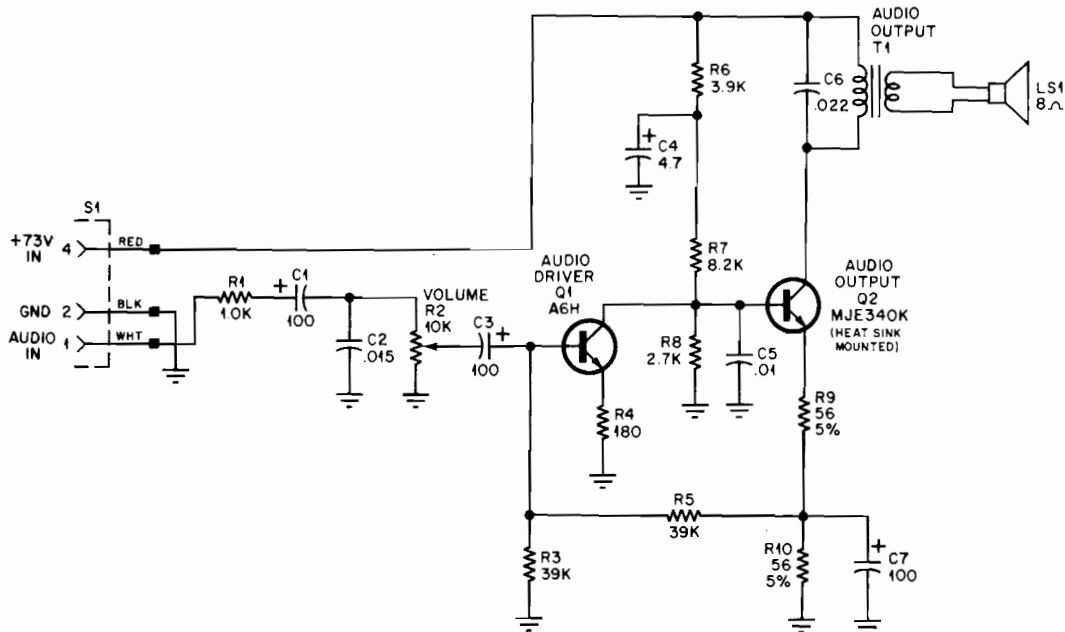 AUDIO
OUTPUT
T1
R6
3.9K
C6
.022
LS1
8Ω
C4
4.7
+
S1
+73V
IN
4
RED
R7
8.2K
AUDIO
DRIVER
Q1
A6H
AUDIO
OUTPUT
Q2
MJE340K
(HEAT SINK
MOUNTED)
GND 2
BLK
R1
1.0K
+
C1
100
VOLUME
R2
10K
C3
+
100
AUDIO
IN
1
WHT
C2
.015
R8
2.7K
C5
.01
R4
180
R9
56
5%
R5
39K
R3
39K
R10
56
5%
+
C7
100